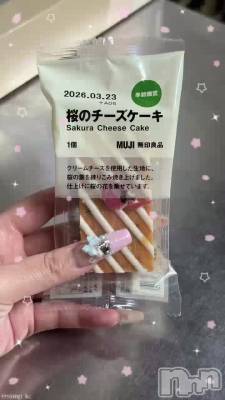 2026.03.23
季節限定
桜のチーズケーキ
Sakura Cheese Cake
1個
MUJI 無印良品
クリームチーズを使用した生地に、
桜の葉を練りこみ焼き上げました。
仕上げに桜の花を乗せています。